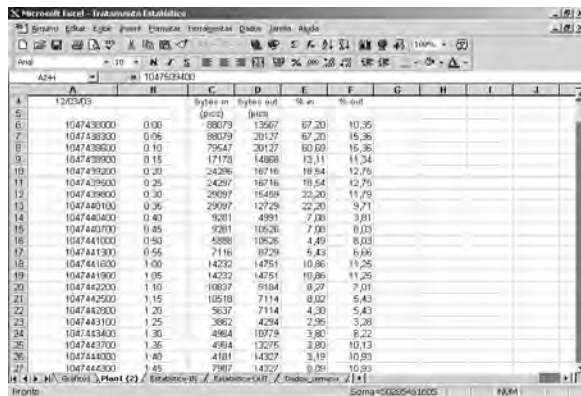 Microsoft Excel - Tratamento Estatístico
Arquivo Editar Exibir Inserir Formatar Ferramentas Dados Janela Ajuda
100%
Arial 10 N I S
A244 = 1047509400
A B C D E F G H I J
4 12/03/03 bytes in bytes out % in % out
5 (pico) (pico)
6 1047438000 0:00 88079 13567 67,20 10,35
7 1047438300 0:05 88079 20127 67,20 15,36
8 1047438600 0:10 79547 20127 60,69 15,36
9 1047438900 0:15 17178 14868 13,11 11,34
10 1047439200 0:20 24296 16716 18,54 12,75
11 1047439500 0:25 24297 16716 18,54 12,75
12 1047439800 0:30 29097 15459 22,20 11,79
13 1047440100 0:35 29097 12729 22,20 9,71
14 1047440400 0:40 9281 4991 7,08 3,81
15 1047440700 0:45 9281 10526 7,08 8,03
16 1047441000 0:50 5888 10526 4,49 8,03
17 1047441300 0:55 7116 8729 5,43 6,66
18 1047441600 1:00 14232 14751 10,86 11,25
19 1047441900 1:05 14232 14751 10,86 11,25
20 1047442200 1:10 10837 9184 8,27 7,01
21 1047442500 1:15 10518 7114 8,02 5,43
22 1047442800 1:20 5637 7114 4,30 5,43
23 1047443100 1:25 3862 4294 2,95 3,28
24 1047443400 1:30 4984 10779 3,80 8,22
25 1047443700 1:35 4984 13275 3,80 10,13
26 1047444000 1:40 4181 14327 3,19 10,93
27 1047444300 1:45 7987 14327 10,93
Gráficos Plan1 (2) Estatística-IN Estatística-OUT Dados_semana
Pronto Soma=50285451605 NÚM